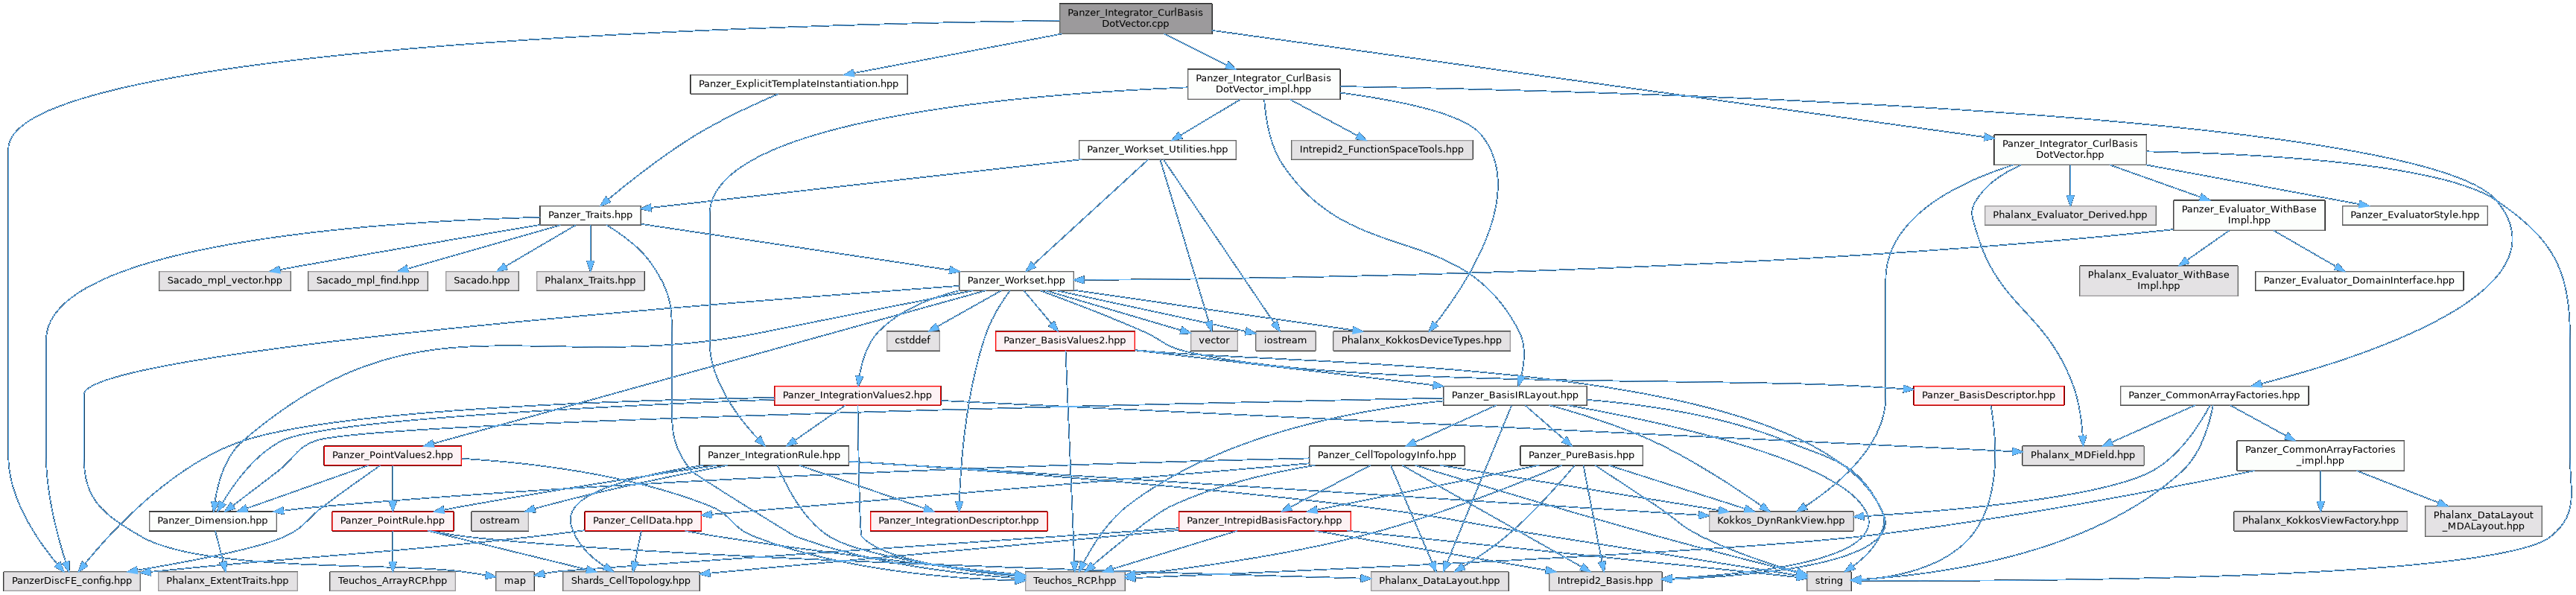 Panzer_Integrator_CurlBasis
DotVector.cpp
Panzer_ExplicitTemplateInstantiation.hpp
Panzer_Integrator_CurlBasis
DotVector_impl.hpp
Panzer_Workset_Utilities.hpp
Intrepid2_FunctionSpaceTools.hpp
Panzer_Integrator_CurlBasis
DotVector.hpp
Panzer_Traits.hpp
Phalanx_Evaluator_Derived.hpp
Panzer_Evaluator_WithBase
Impl.hpp
Panzer_EvaluatorStyle.hpp
Sacado_mpl_vector.hpp
Sacado_mpl_find.hpp
Sacado.hpp
Phalanx_Traits.hpp
Panzer_Workset.hpp
Phalanx_Evaluator_WithBase
Impl.hpp
Panzer_Evaluator_DomainInterface.hpp
cstddef
Panzer_BasisValues2.hpp
vector
iostream
Phalanx_KokkosDeviceTypes.hpp
Panzer_IntegrationValues2.hpp
Panzer_BasisIRLayout.hpp
Panzer_BasisDescriptor.hpp
Panzer_CommonArrayFactories.hpp
Panzer_PointValues2.hpp
Panzer_IntegrationRule.hpp
Panzer_CellTopologyInfo.hpp
Panzer_PureBasis.hpp
Phalanx_MDField.hpp
Panzer_CommonArrayFactories
_impl.hpp
Panzer_Dimension.hpp
Panzer_PointRule.hpp
ostream
Panzer_CellData.hpp
Panzer_IntegrationDescriptor.hpp
Panzer_IntrepidBasisFactory.hpp
Kokkos_DynRankView.hpp
Phalanx_KokkosViewFactory.hpp
Phalanx_DataLayout
_MDALayout.hpp
PanzerDiscFE_config.hpp
Phalanx_ExtentTraits.hpp
Teuchos_ArrayRCP.hpp
map
Shards_CellTopology.hpp
Teuchos_RCP.hpp
Phalanx_DataLayout.hpp
Intrepid2_Basis.hpp
string